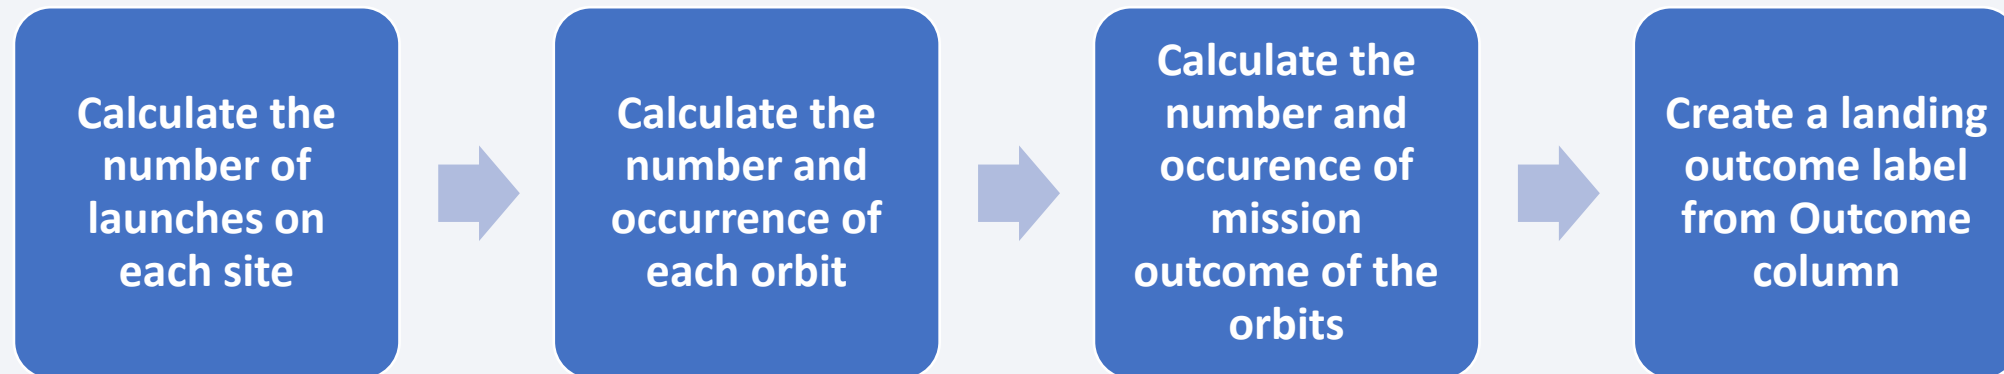 Calculate the
number of
launches on
each site
Calculate the
number and
occurrence of
each orbit
Calculate the
number and
occurence of
mission
outcome of the
orbits
Create a landing
outcome label
from Outcome
column